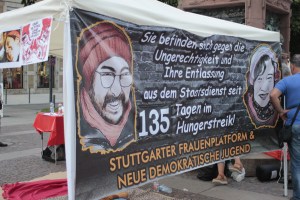 Sie befinden sich gegen die
Ungerechtigkeit und
Ihre Entlassung
aus dem Staatsdienst seit
135 Tagen im
Hungerstreik!
STUTTGARTER FRAUENPLATFORM &
NEUE DEMOKRATISCHE JUGEND